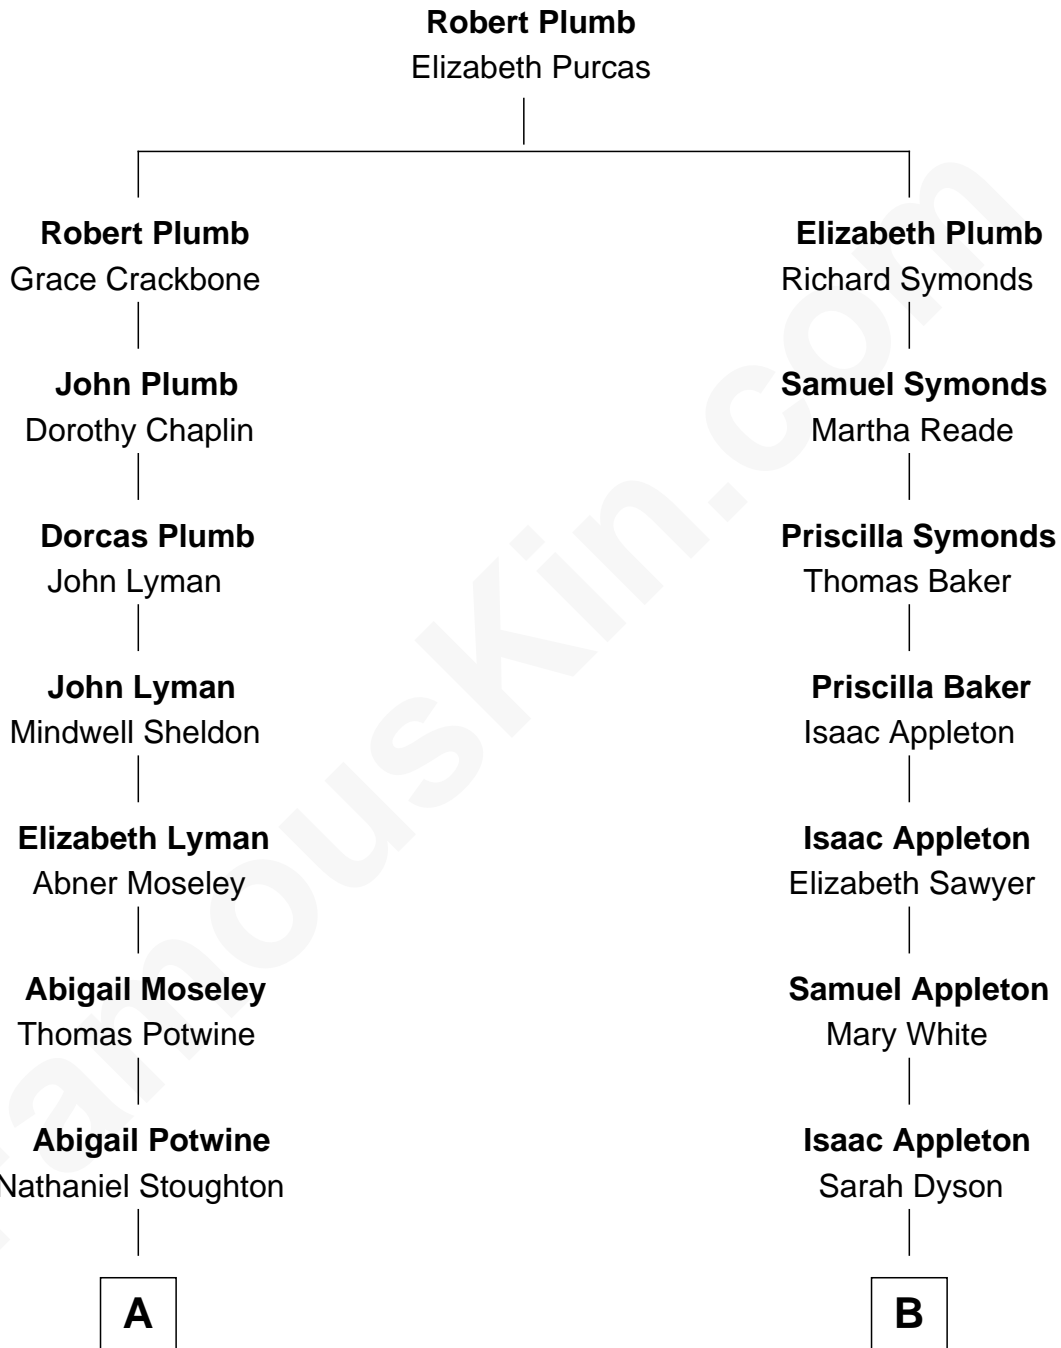 Robert Plumb
Elizabeth Purcas
Robert Plumb
Grace Crackbone
Elizabeth Plumb
Richard Symonds
John Plumb
Dorothy Chaplin
Samuel Symonds
Martha Reade
Dorcas Plumb
John Lyman
Priscilla Symonds
Thomas Baker
John Lyman
Mindwell Sheldon
Priscilla Baker
Isaac Appleton
Elizabeth Lyman
Abner Moseley
Isaac Appleton
Elizabeth Sawyer
Abigail Moseley
Thomas Potwine
Samuel Appleton
Mary White
Abigail Potwine
Nathaniel Stoughton
Isaac Appleton
Sarah Dyson
A
B
FamousKin.com